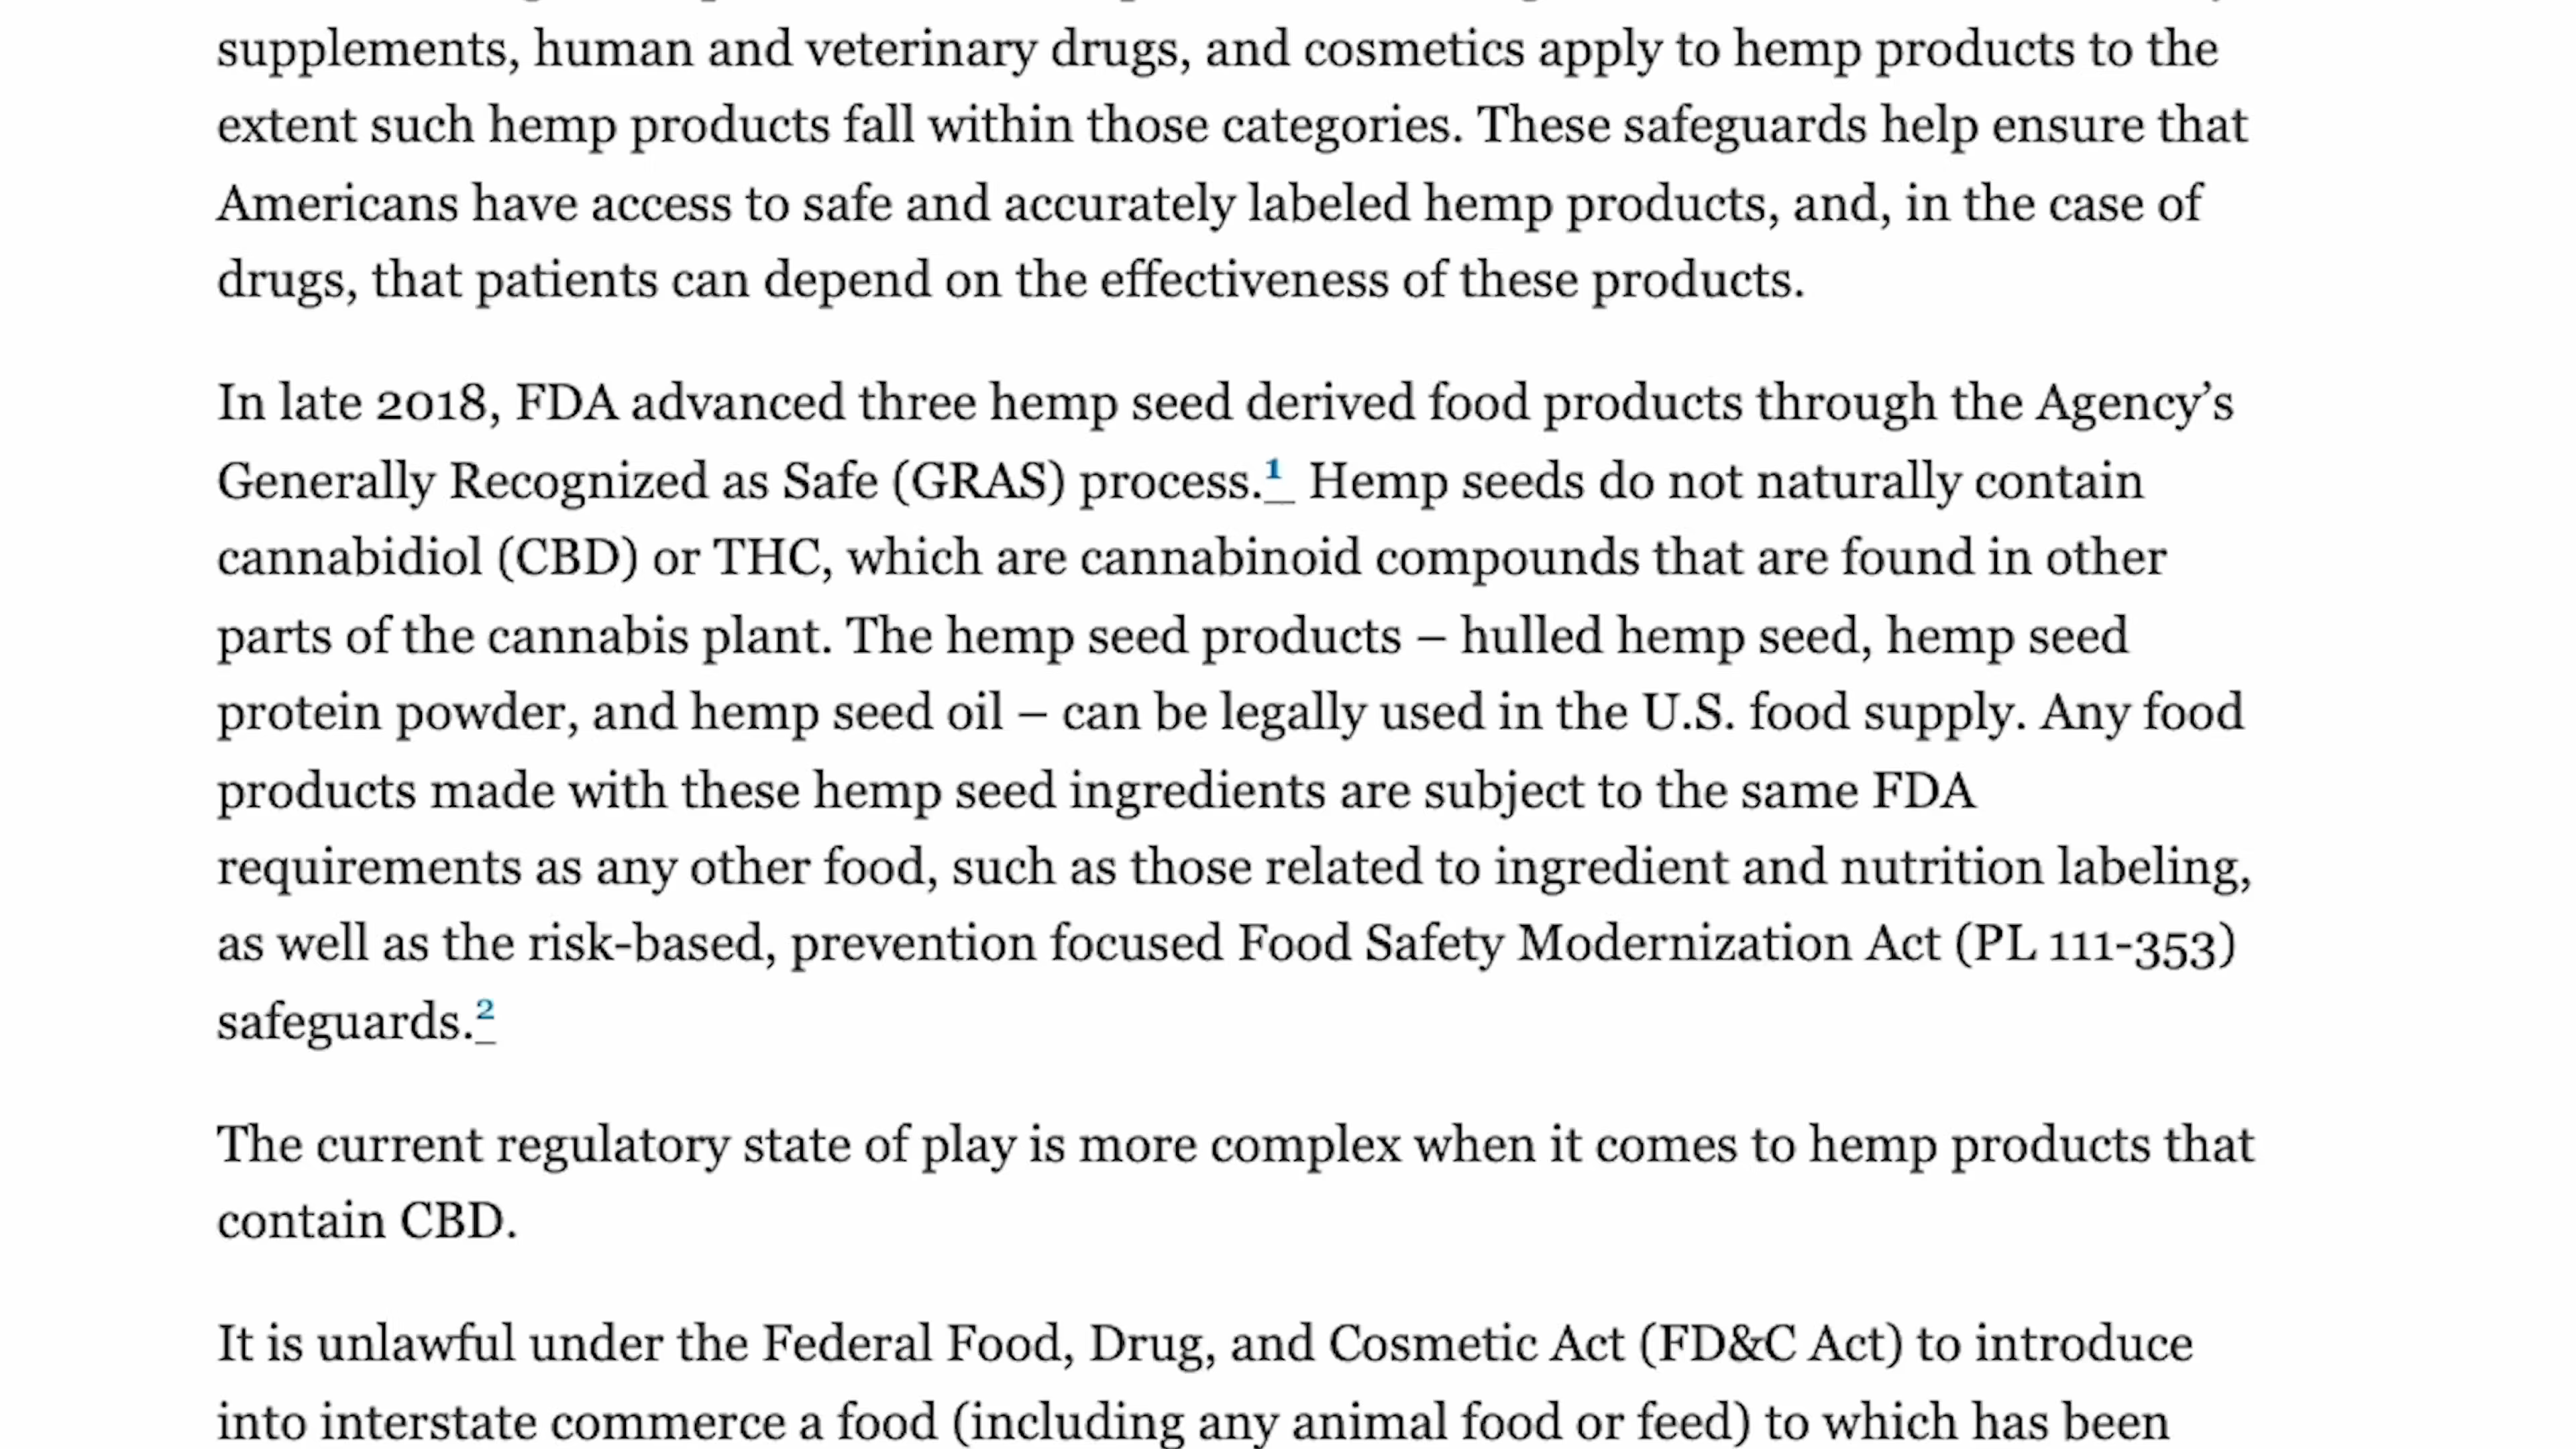 supplements, human and veterinary drugs, and cosmetics apply to hemp products to the
extent such hemp products fall within those categories. These safeguards help ensure that
Americans have access to safe and accurately labeled hemp products, and, in the case of
drugs, that patients can depend on the effectiveness of these products.
In late 2018, FDA advanced three hemp seed derived food products through the Agency’s
Generally Recognized as Safe (GRAS) process.1 Hemp seeds do not naturally contain
cannabidiol (CBD) or THC, which are cannabinoid compounds that are found in other
parts of the cannabis plant. The hemp seed products – hulled hemp seed, hemp seed
protein powder, and hemp seed oil – can be legally used in the U.S. food supply. Any food
products made with these hemp seed ingredients are subject to the same FDA
requirements as any other food, such as those related to ingredient and nutrition labeling,
as well as the risk-based, prevention focused Food Safety Modernization Act (PL 111-353)
safeguards.2
The current regulatory state of play is more complex when it comes to hemp products that
contain CBD.
It is unlawful under the Federal Food, Drug, and Cosmetic Act (FD&C Act) to introduce
into interstate commerce a food (including any animal food or feed) to which has been